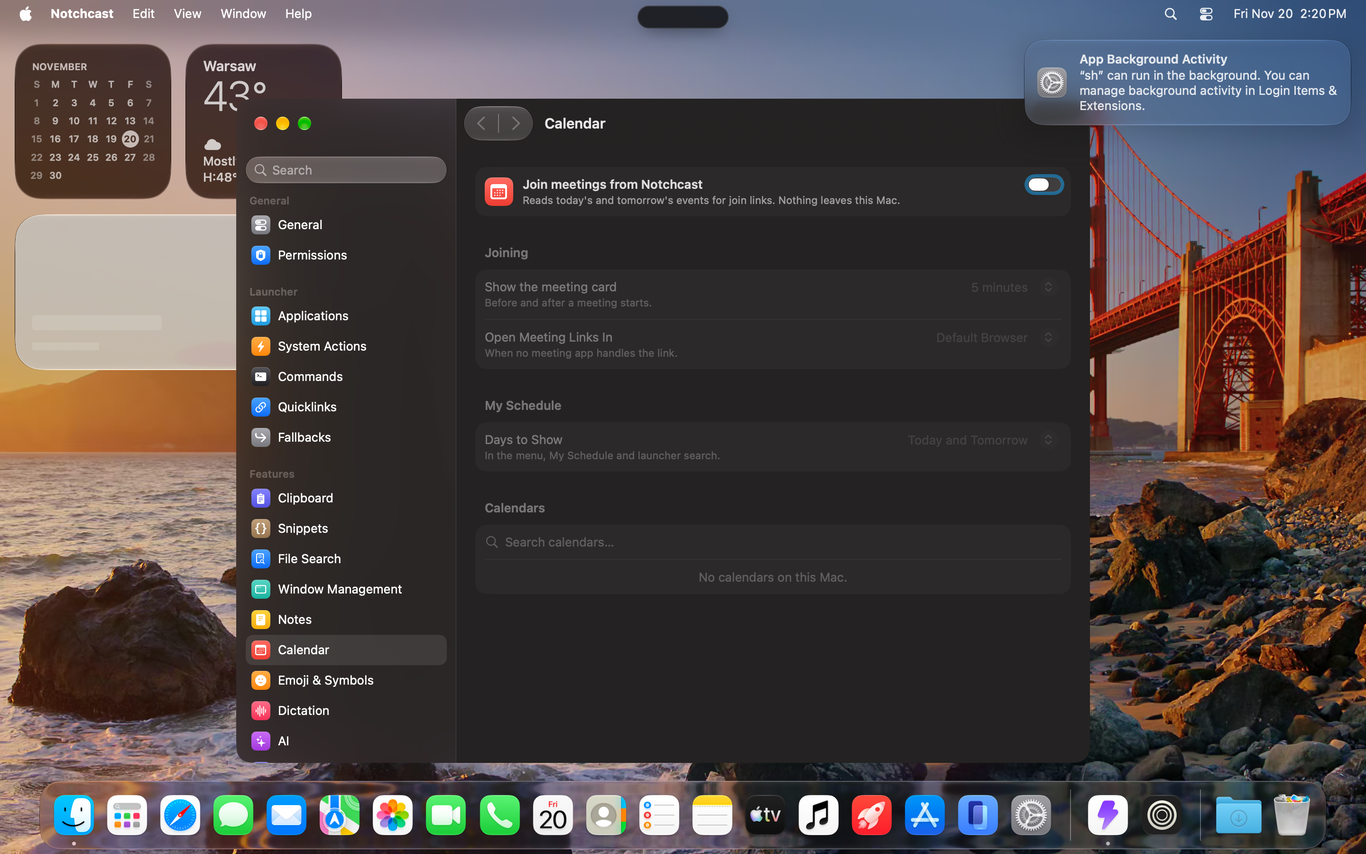 Notchcast Edit View Window Help
Fri Nov 20 2:20 PM
NOVEMBER
S M T W T F S
1 2 3 4 5 6 7
8 9 10 11 12 13 14
15 16 17 18 19 20 21
22 23 24 25 26 27 28
29 30
Warsaw
43°
H:48°
App Background Activity
“sh” can run in the background. You can
manage background activity in Login Items &
Extensions.
Search
General
General
Permissions
Launcher
Applications
System Actions
Commands
Quicklinks
Fallbacks
Features
Clipboard
Snippets
File Search
Window Management
Notes
Calendar
Emoji & Symbols
Dictation
AI
Calendar
Join meetings from Notchcast
Reads today's and tomorrow's events for join links. Nothing leaves this Mac.
Joining
Show the meeting card
5 minutes
Before and after a meeting starts.
Open Meeting Links In
Default Browser
When no meeting app handles the link.
My Schedule
Days to Show
Today and Tomorrow
In the menu, My Schedule and launcher search.
Calendars
Search calendars...
No calendars on this Mac.
Fri
20
tv